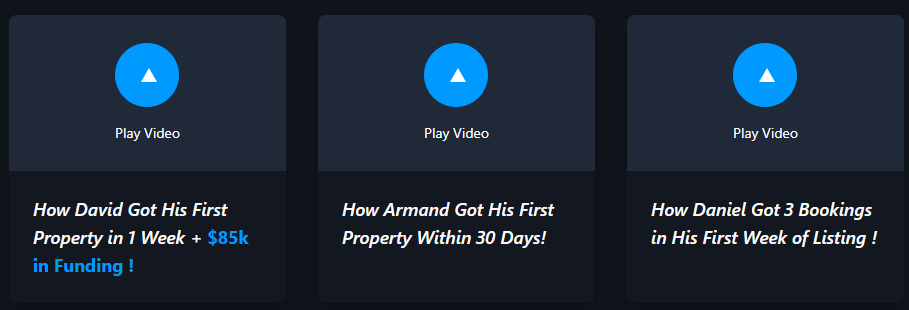 Play Video
Play Video
Play Video
How David Got His First
Property in 1 Week + $85k
in Funding !
How Armand Got His First
Property Within 30 Days!
How Daniel Got 3 Bookings
in His First Week of Listing !